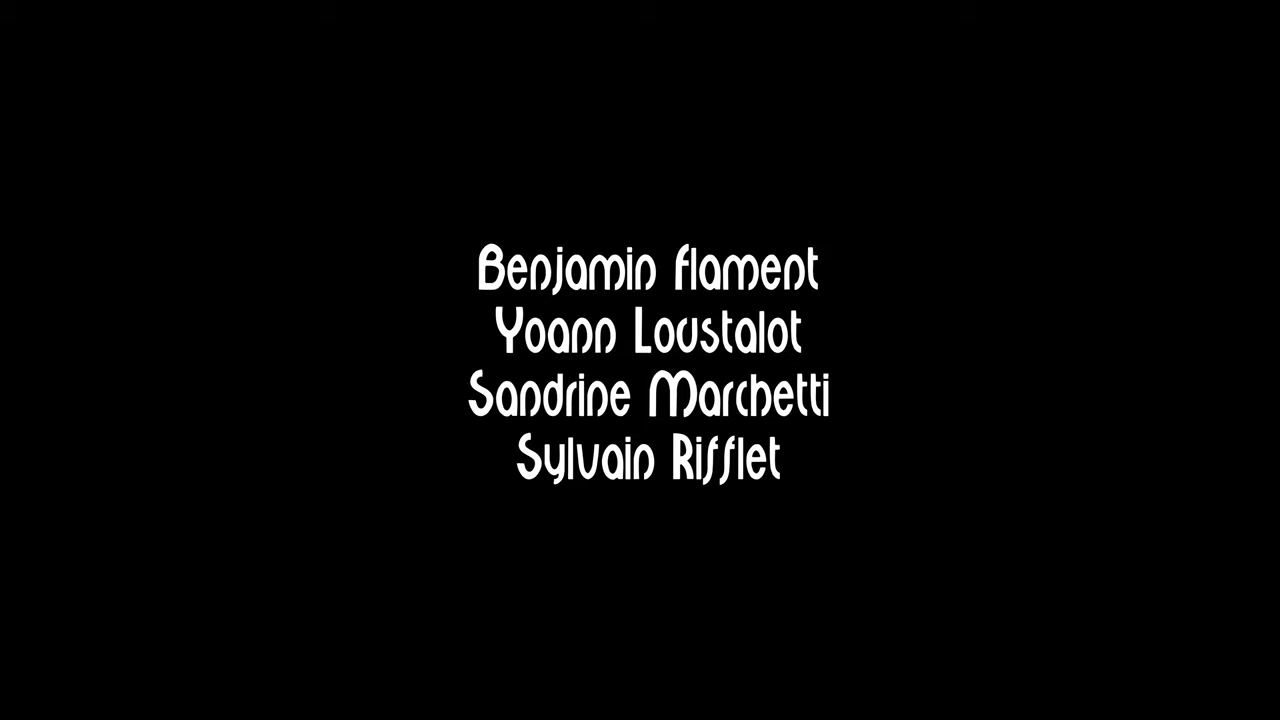 Benjamin Flament
Yoann Loustalot
Sandrine Marchetti
Sylvain Rifflet